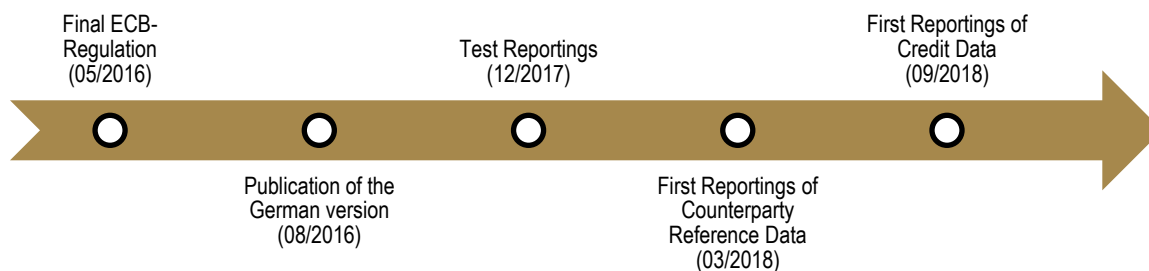 Final ECB-
Regulation
(05/2016)
Publication of the
German version
(08/2016)
Test Reportings
(12/2017)
First Reportings of
Counterparty
Reference Data
(03/2018)
First Reportings of
Credit Data
(09/2018)